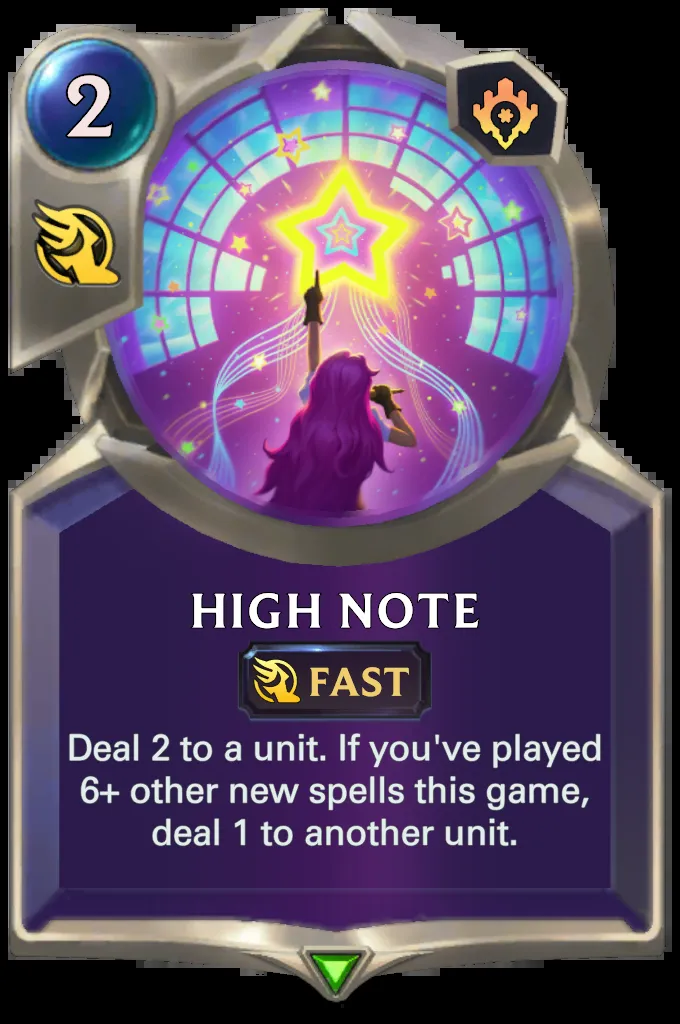 2
HIGH NOTE
FAST
Deal 2 to a unit. If you've played
6+ other new spells this game,
deal 1 to another unit.